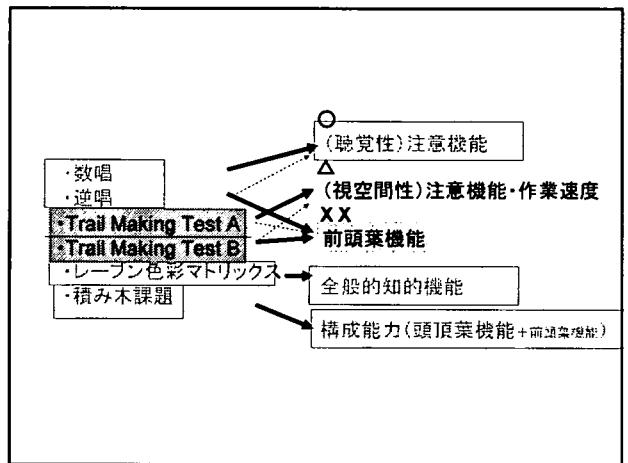 ・数唱
・逆唱
・Trail Making Test A
・Trail Making Test B
・レーブン色彩マトリックス
・積み木課題
○
(聴覚性)注意機能
△
(視空間性)注意機能・作業速度
XX
前頭葉機能
全般的知的機能
構成能力(頭頂葉機能+前頭葉機能)